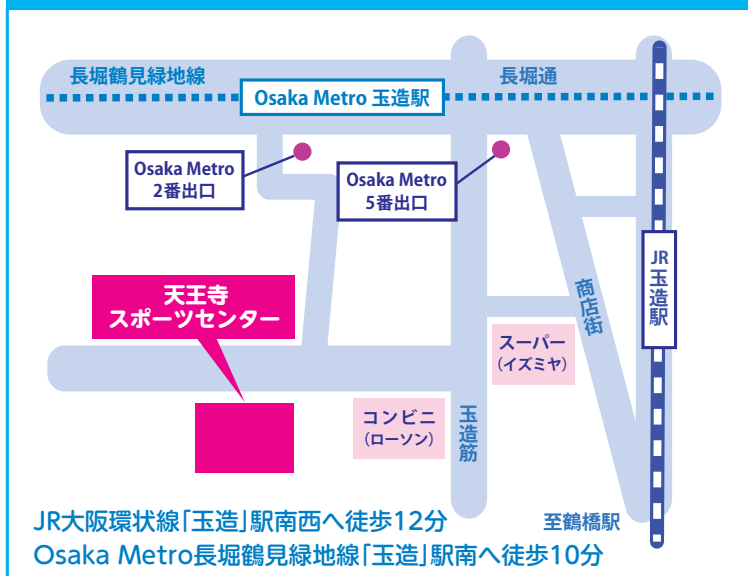 長堀鶴見緑地線
長堀通
Osaka Metro 玉造駅
Osaka Metro
2番出口
Osaka Metro
5番出口
JR玉造駅
天王寺
スポーツセンター
商店街
スーパー
（イズミヤ）
コンビニ
（ローソン）
玉造筋
至鶴橋駅
JR大阪環状線「玉造」駅南西へ徒歩12分
Osaka Metro長堀鶴見緑地線「玉造」駅南へ徒歩10分